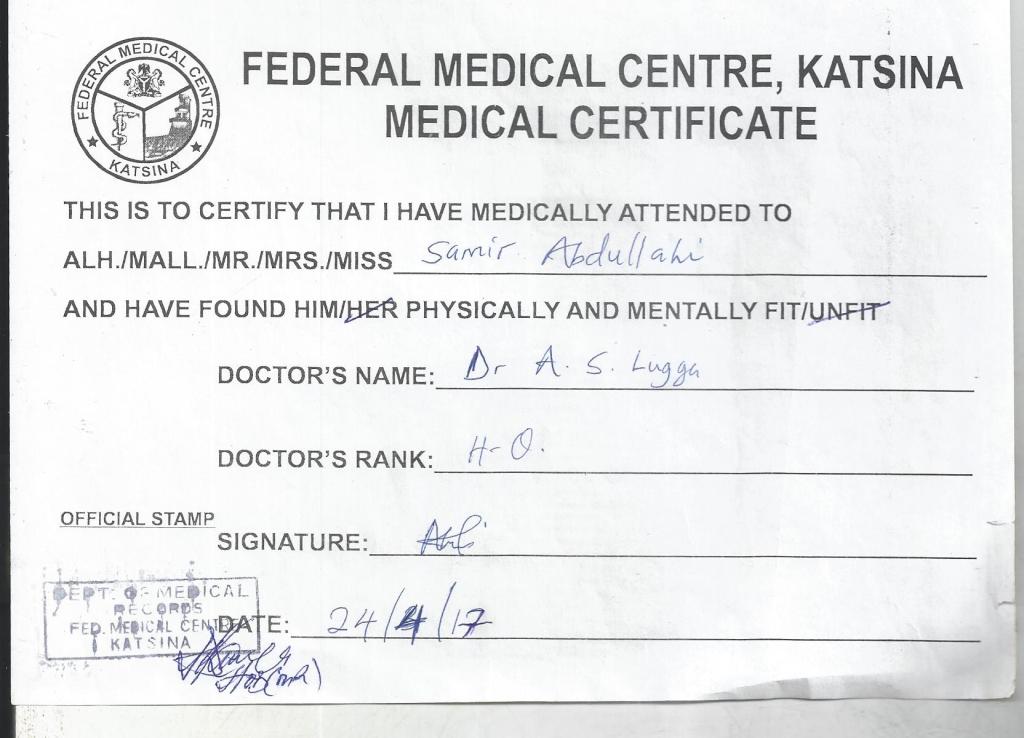 FEDERAL MEDICAL CENTRE
KATSINA
FEDERAL MEDICAL CENTRE, KATSINA
MEDICAL CERTIFICATE
THIS IS TO CERTIFY THAT I HAVE MEDICALLY ATTENDED TO
ALH./MALL./MR./MRS./MISS Samir Abdullahi
AND HAVE FOUND HIM/HER PHYSICALLY AND MENTALLY FIT/UNFIT
DOCTOR'S NAME: Dr A. S. Lugga
DOCTOR'S RANK: H-O.
OFFICIAL STAMP
SIGNATURE:
DEPT. OF MEDICAL
RECORDS
FED. MEDICAL CENTRE
KATSINA
DATE: 24/4/17